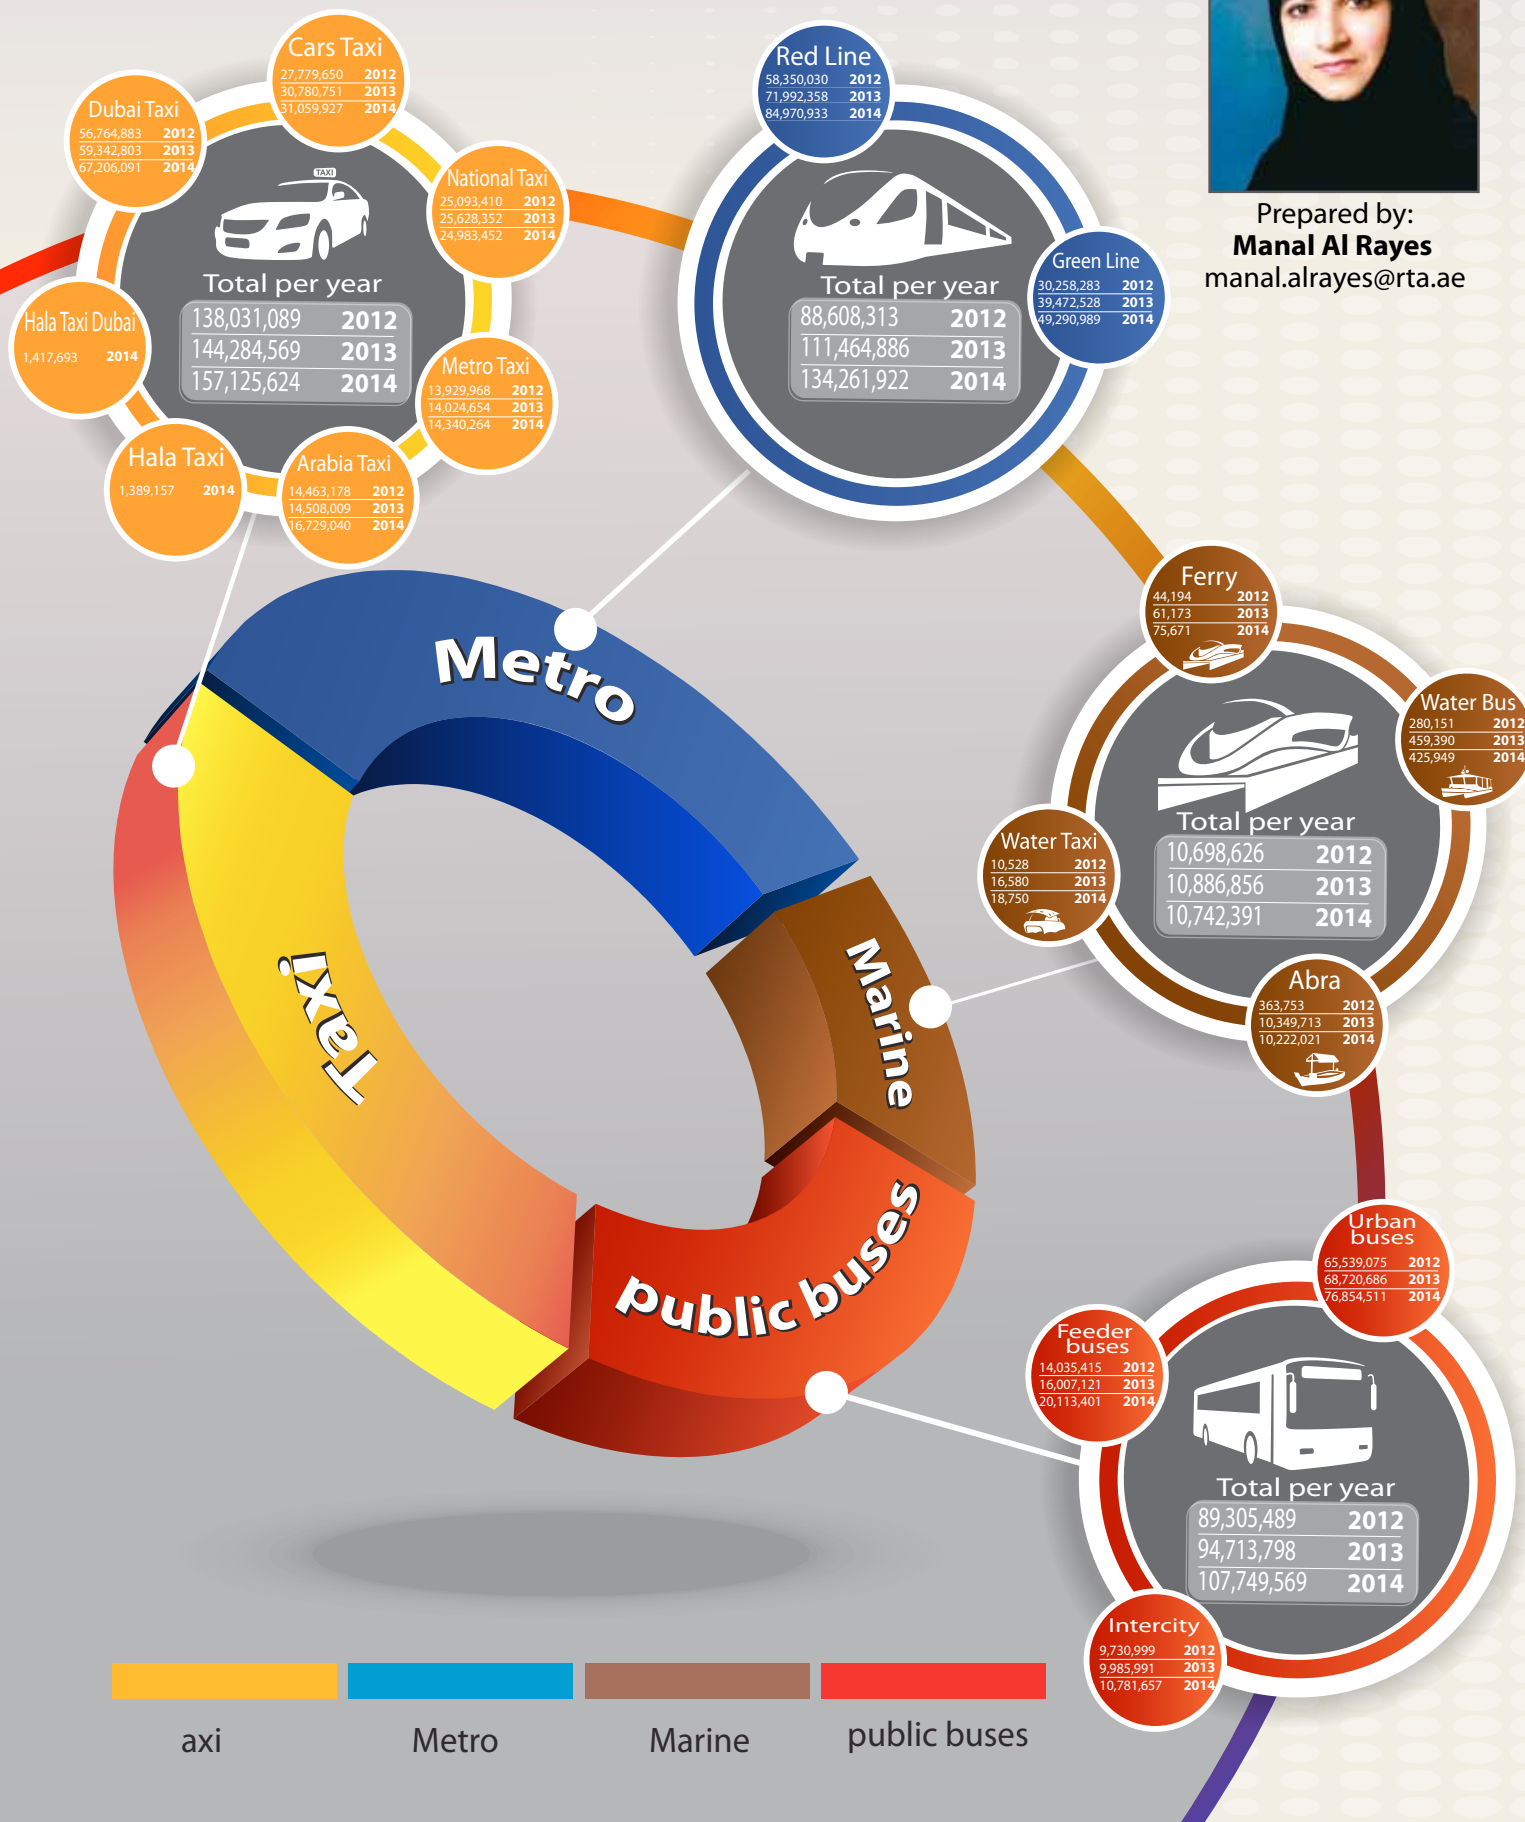 Cars Taxi
27,779,650 2012
30,780,751 2013
31,059,927 2014
Dubai Taxi
56,764,883 2012
59,342,803 2013
67,206,091 2014
National Taxi
25,093,410 2012
25,628,352 2013
24,983,452 2014
TAXI
Total per year
138,031,089 2012
144,284,569 2013
157,125,624 2014
Hala Taxi Dubai
1,417,693 2014
Metro Taxi
13,929,968 2012
14,024,654 2013
14,340,264 2014
Hala Taxi
1,389,157 2014
Arabia Taxi
14,463,178 2012
14,508,009 2013
16,729,040 2014
Red Line
58,350,030 2012
71,992,358 2013
84,970,933 2014
Green Line
30,258,283 2012
39,472,528 2013
49,290,989 2014
Total per year
88,608,313 2012
111,464,886 2013
134,261,922 2014
Prepared by:
Manal Al Rayes
manal.alrayes@rta.ae
Ferry
44,194 2012
61,173 2013
75,671 2014
Water Bus
280,151 2012
459,390 2013
425,949 2014
Water Taxi
10,528 2012
16,580 2013
18,750 2014
Total per year
10,698,626 2012
10,886,856 2013
10,742,391 2014
Abra
363,753 2012
10,349,713 2013
10,222,021 2014
Metro
Marine
Taxi
public buses
Urban
buses
65,539,075 2012
68,720,686 2013
76,854,511 2014
Feeder
buses
14,035,415 2012
16,007,121 2013
20,113,401 2014
Total per year
89,305,489 2012
94,713,798 2013
107,749,569 2014
Intercity
9,730,999 2012
9,985,991 2013
10,781,657 2014
axi
Metro
Marine
public buses